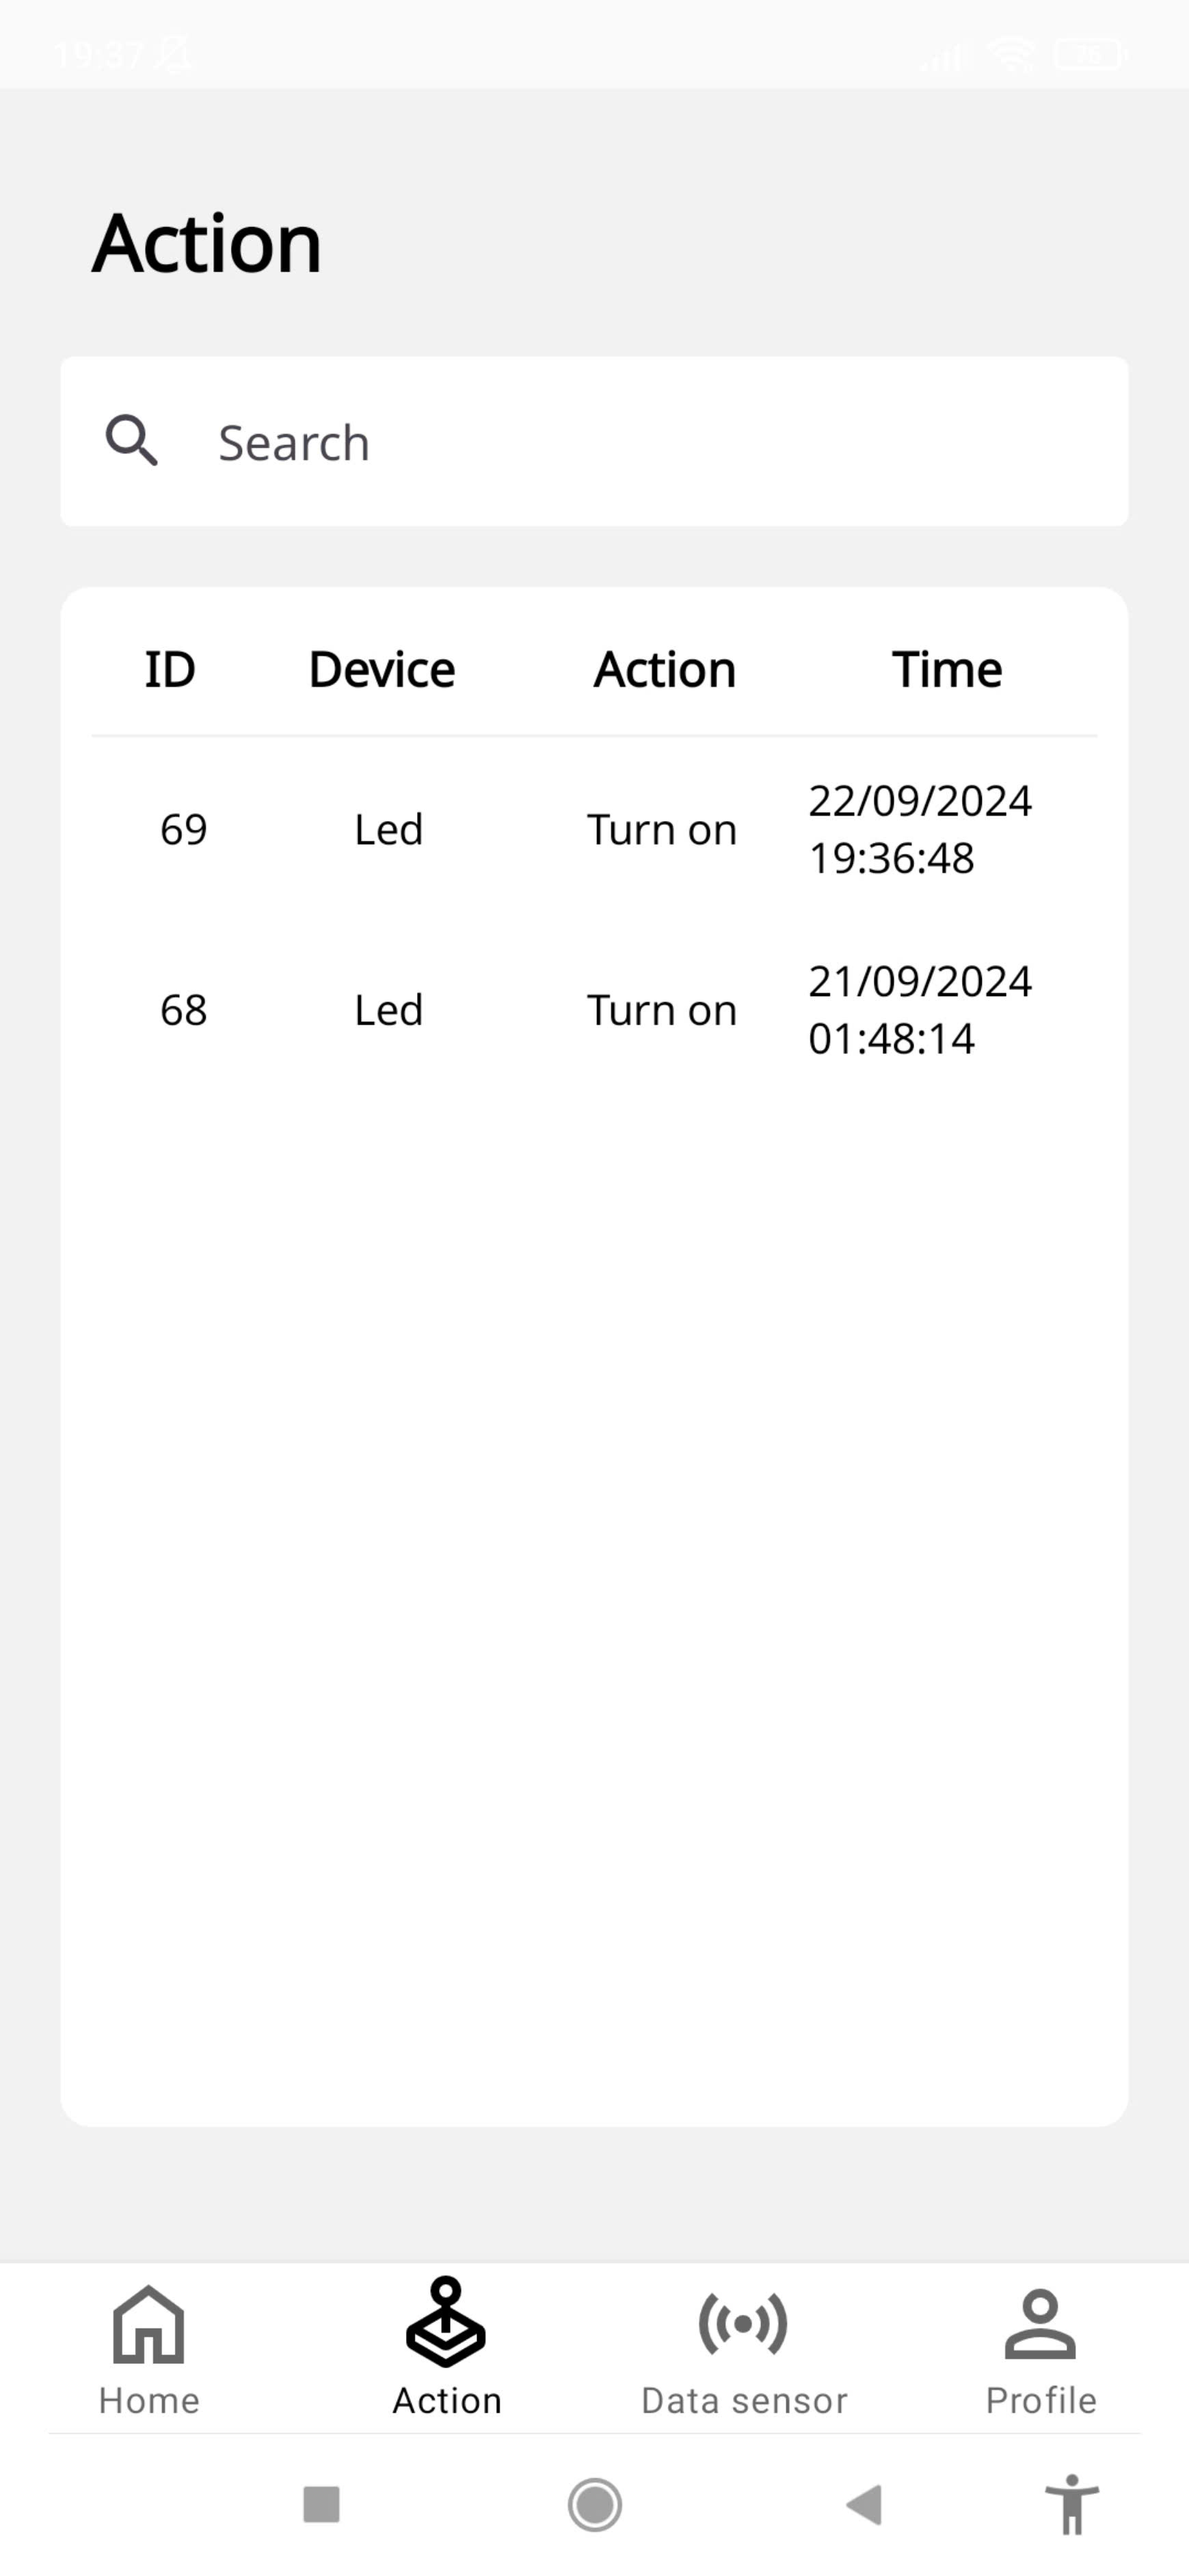 19:37
76
Action
Search
ID Device Action Time
69 Led Turn on 22/09/2024
19:36:48
68 Led Turn on 21/09/2024
01:48:14
Home Action Data sensor Profile